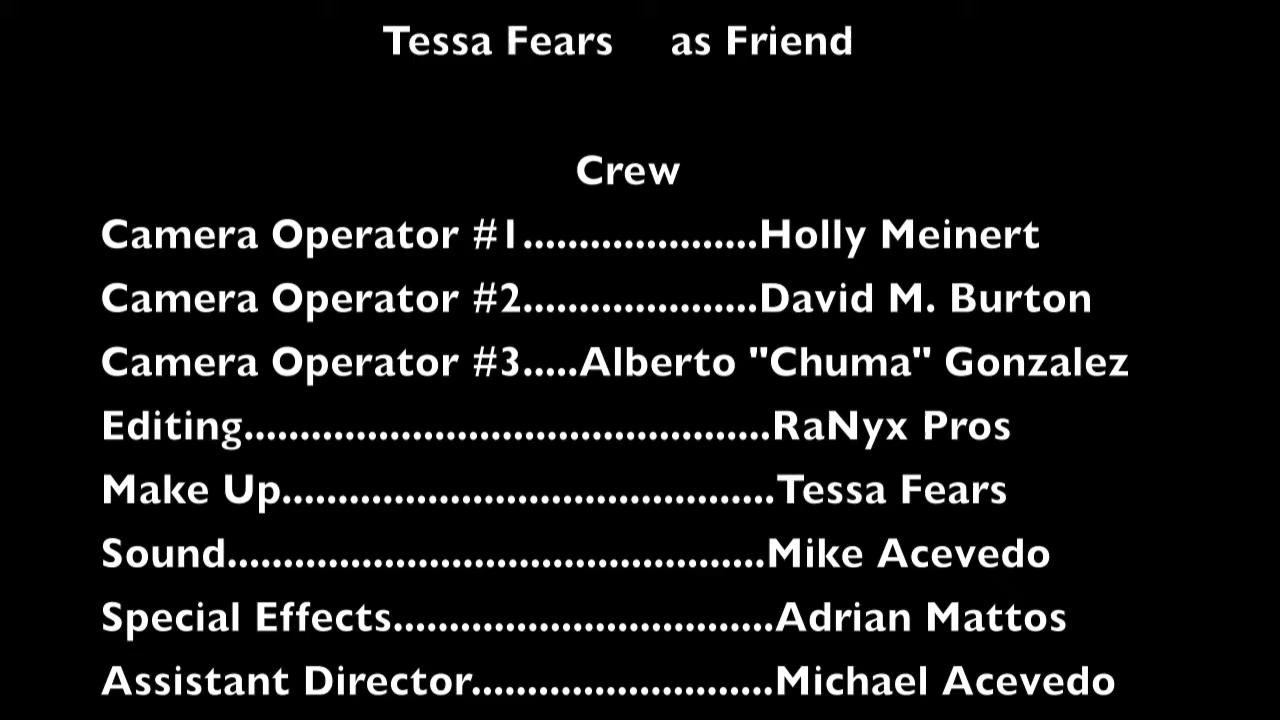 Tessa Fears as Friend
Crew
Camera Operator #1.....................Holly Meinert
Camera Operator #2.....................David M. Burton
Camera Operator #3.....Alberto "Chuma" Gonzalez
Editing...............................................RaNyx Pros
Make Up............................................Tessa Fears
Sound................................................Mike Acevedo
Special Effects..................................Adrian Mattos
Assistant Director...........................Michael Acevedo